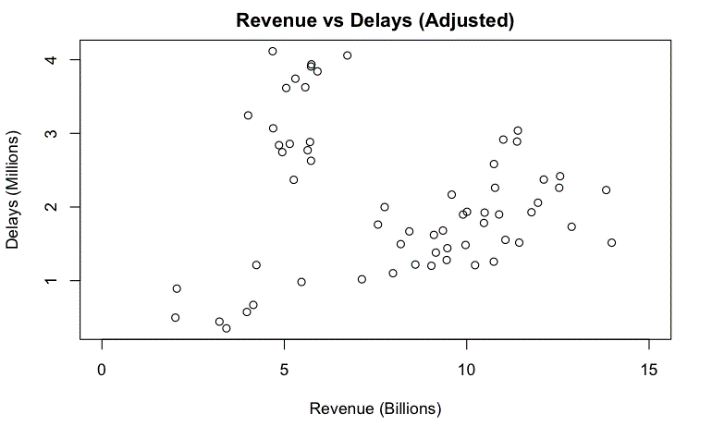 Revenue vs Delays (Adjusted)
Delays (Millions)
4
3
2
1
0 5 10 15
Revenue (Billions)